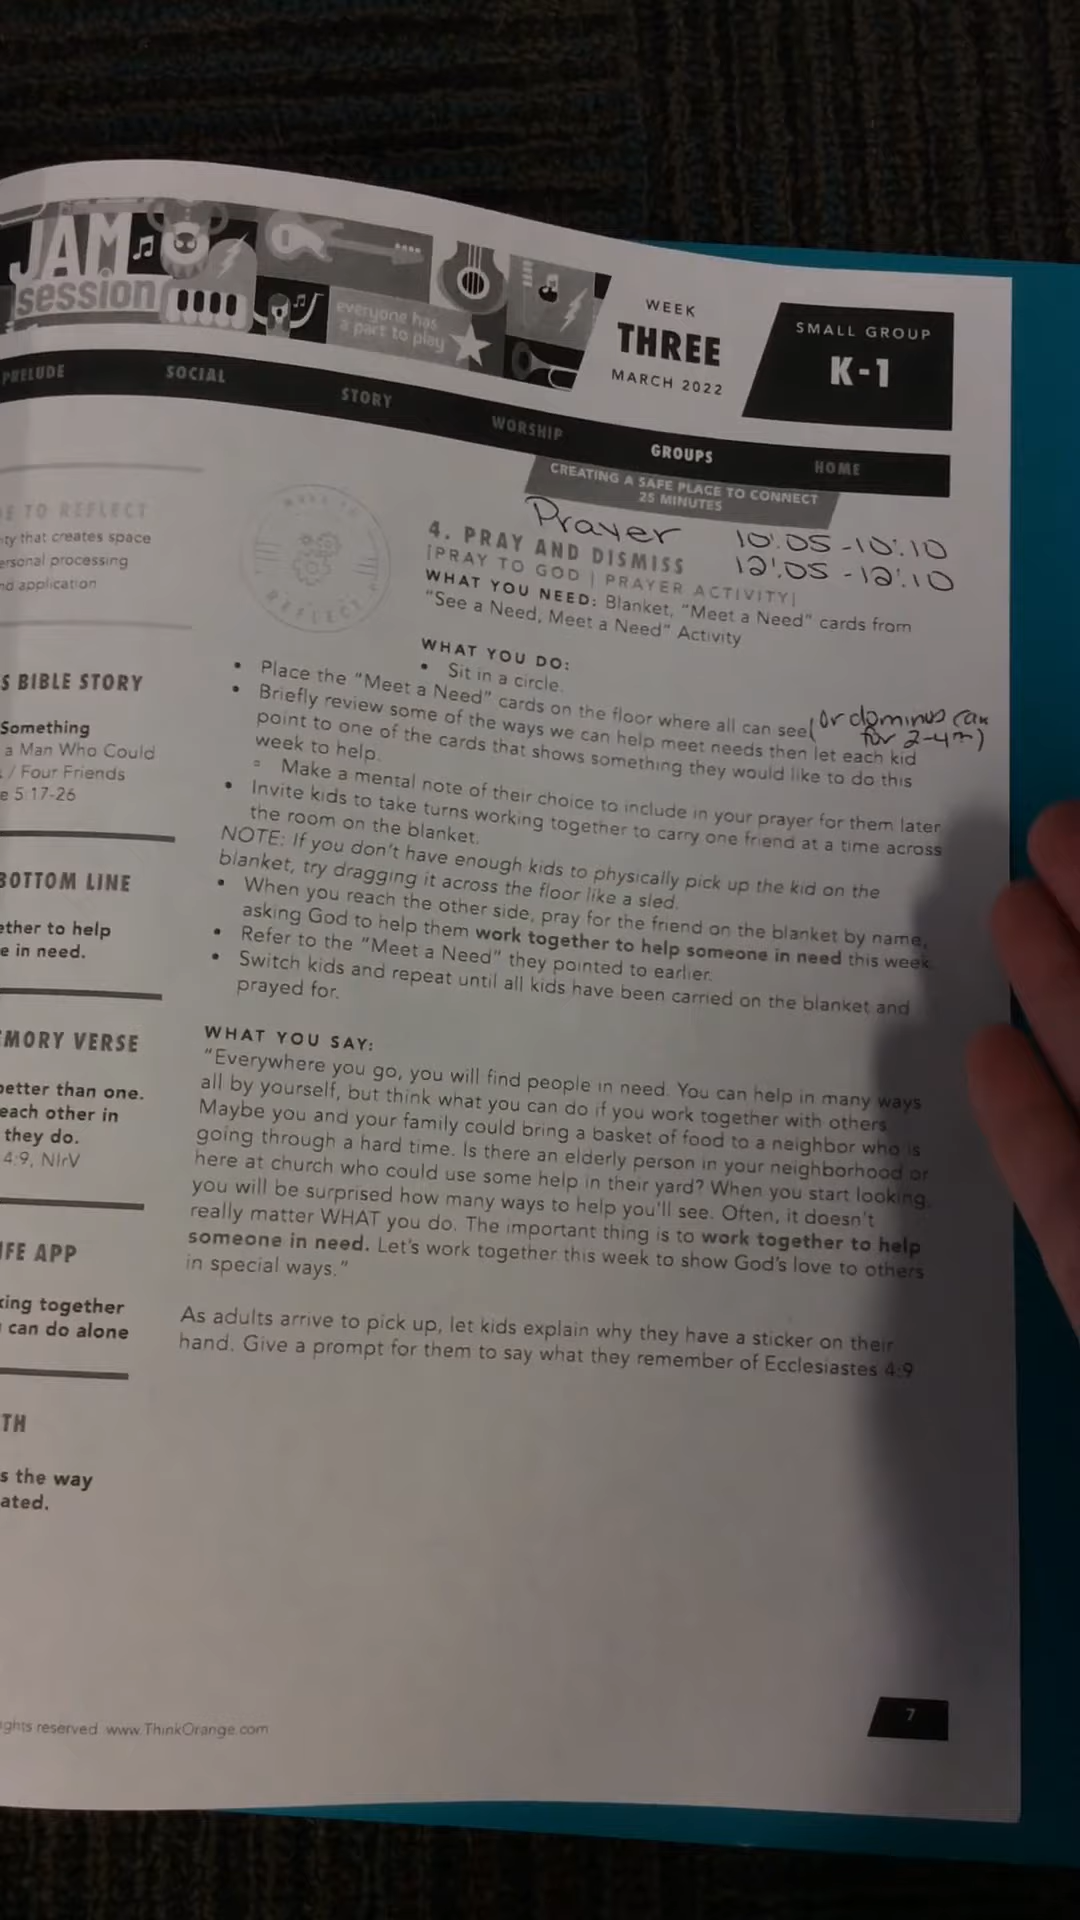 JAM
session
everyone has
a part to play
WEEK
THREE
MARCH 2022
SMALL GROUP
K-1
PRELUDE
SOCIAL
STORY
WORSHIP
GROUPS
HOME
CREATING A SAFE PLACE TO CONNECT
25 MINUTES
Prayer 10:05 - 10:10
12:05 - 12:10
E TO REFLECT
ity that creates space
ersonal processing
nd application
MADE TO
REFLECT
4. PRAY AND DISMISS
|PRAY TO GOD | PRAYER ACTIVITY|
WHAT YOU NEED: Blanket, "Meet a Need" cards from
"See a Need, Meet a Need" Activity
WHAT YOU DO:
• Sit in a circle.
• Place the "Meet a Need" cards on the floor where all can see
• Briefly review some of the ways we can help meet needs then let each kid
point to one of the cards that shows something they would like to do this
week to help.
▫ Make a mental note of their choice to include in your prayer for them later
• Invite kids to take turns working together to carry one friend at a time across
the room on the blanket.
NOTE: If you don't have enough kids to physically pick up the kid on the
blanket, try dragging it across the floor like a sled.
• When you reach the other side, pray for the friend on the blanket by name,
asking God to help them work together to help someone in need this week
• Refer to the "Meet a Need" they pointed to earlier.
• Switch kids and repeat until all kids have been carried on the blanket and
prayed for.
(Or
for 2-4
WHAT YOU SAY:
"Everywhere you go, you will find people in need. You can help in many ways
all by yourself, but think what you can do if you work together with others
Maybe you and your family could bring a basket of food to a neighbor who is
going through a hard time. Is there an elderly person in your neighborhood or
here at church who could use some help in their yard? When you start looking,
you will be surprised how many ways to help you'll see. Often, it doesn't
really matter WHAT you do. The important thing is to work together to help
someone in need. Let's work together this week to show God's love to others
in special ways."
As adults arrive to pick up, let kids explain why they have a sticker on their
hand. Give a prompt for them to say what they remember of Ecclesiastes 4:9
S BIBLE STORY
Something
a Man Who Could
/ Four Friends
e 5:17-26
BOTTOM LINE
ether to help
e in need.
EMORY VERSE
better than one.
each other in
they do.
4:9, NIrV
IFE APP
king together
can do alone
TH
s the way
ated.
ights reserved www.ThinkOrange.com
7